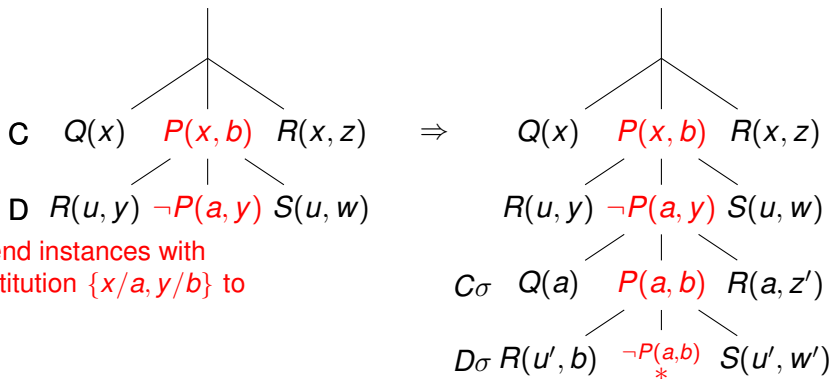 C Q(x) P(x, b) R(x, z) ⇒ Q(x) P(x, b) R(x, z)
D R(u, y) ¬P(a, y) S(u, w) R(u, y) ¬P(a, y) S(u, w)
end instances with
titution {x/a, y/b} to
Cσ Q(a) P(a, b) R(a, z′)
Dσ R(u′, b) ¬P(a,b) S(u′, w′)
*